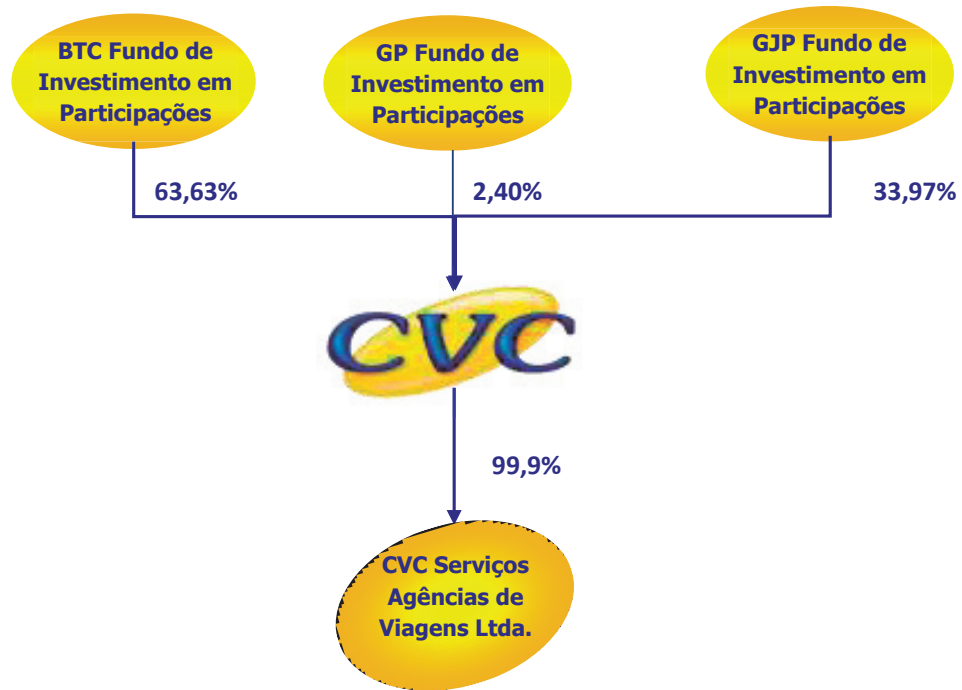 BTC Fundo de
Investimento em
Participações
GP Fundo de
Investimento em
Participações
GJP Fundo de
Investimento em
Participações
63,63%
2,40%
33,97%
CVC
99,9%
CVC Serviços
Agências de
Viagens Ltda.